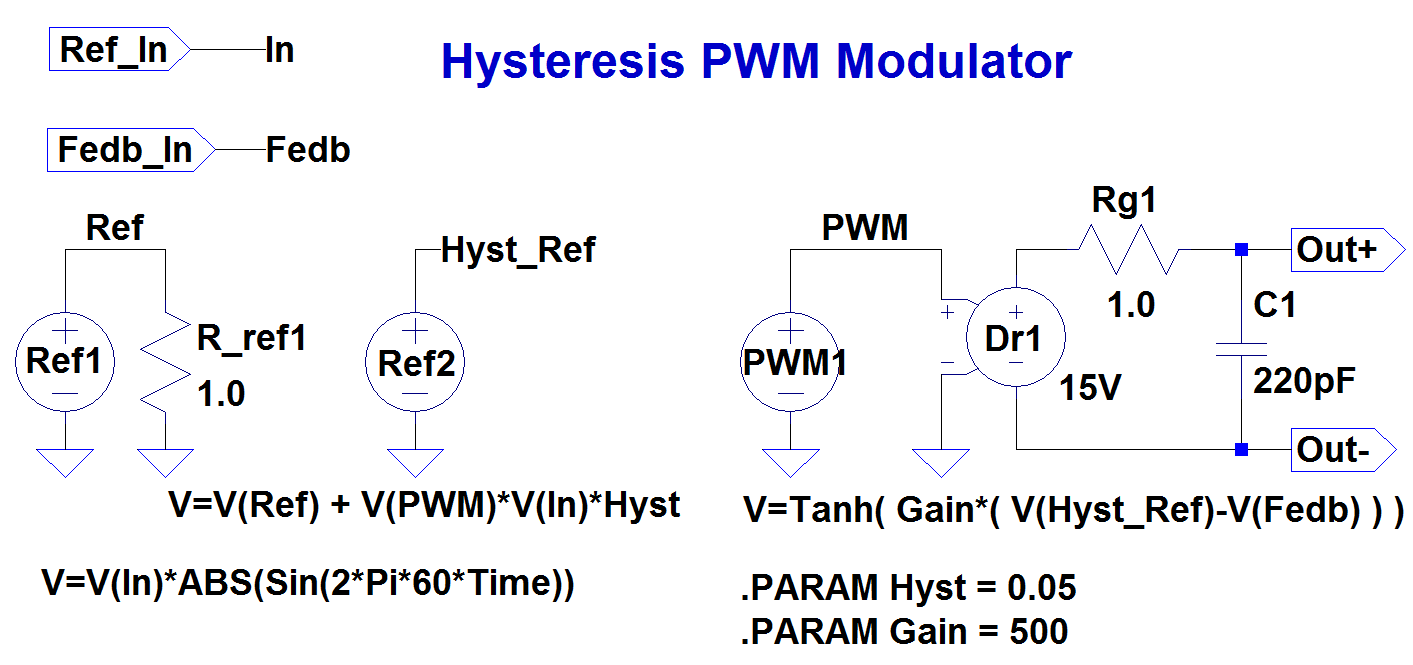 Ref_In
In
Hysteresis PWM Modulator
Fedb_In
Fedb
Ref
Hyst_Ref
PWM
Rg1
Out+
1.0
C1
Ref1
R_ref1
1.0
Ref2
PWM1
Dr1
15V
220pF
Out-
V=V(Ref) + V(PWM)*V(In)*Hyst
V=Tanh( Gain*( V(Hyst_Ref)-V(Fedb) ) )
V=V(In)*ABS(Sin(2*Pi*60*Time))
.PARAM Hyst = 0.05
.PARAM Gain = 500